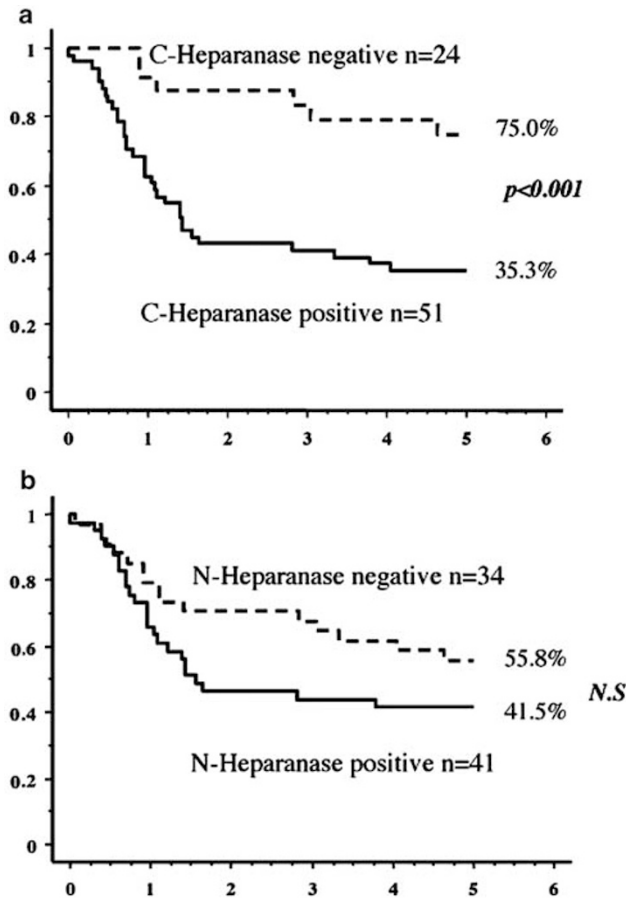 a
1
C-Heparanase negative n=24
0.8
75.0%
p<0.001
0.6
0.4
35.3%
C-Heparanase positive n=51
0.2
0
0 1 2 3 4 5 6
b
1
N-Heparanase negative n=34
0.8
0.6
55.8%
N.S
0.4
41.5%
N-Heparanase positive n=41
0.2
0
0 1 2 3 4 5 6